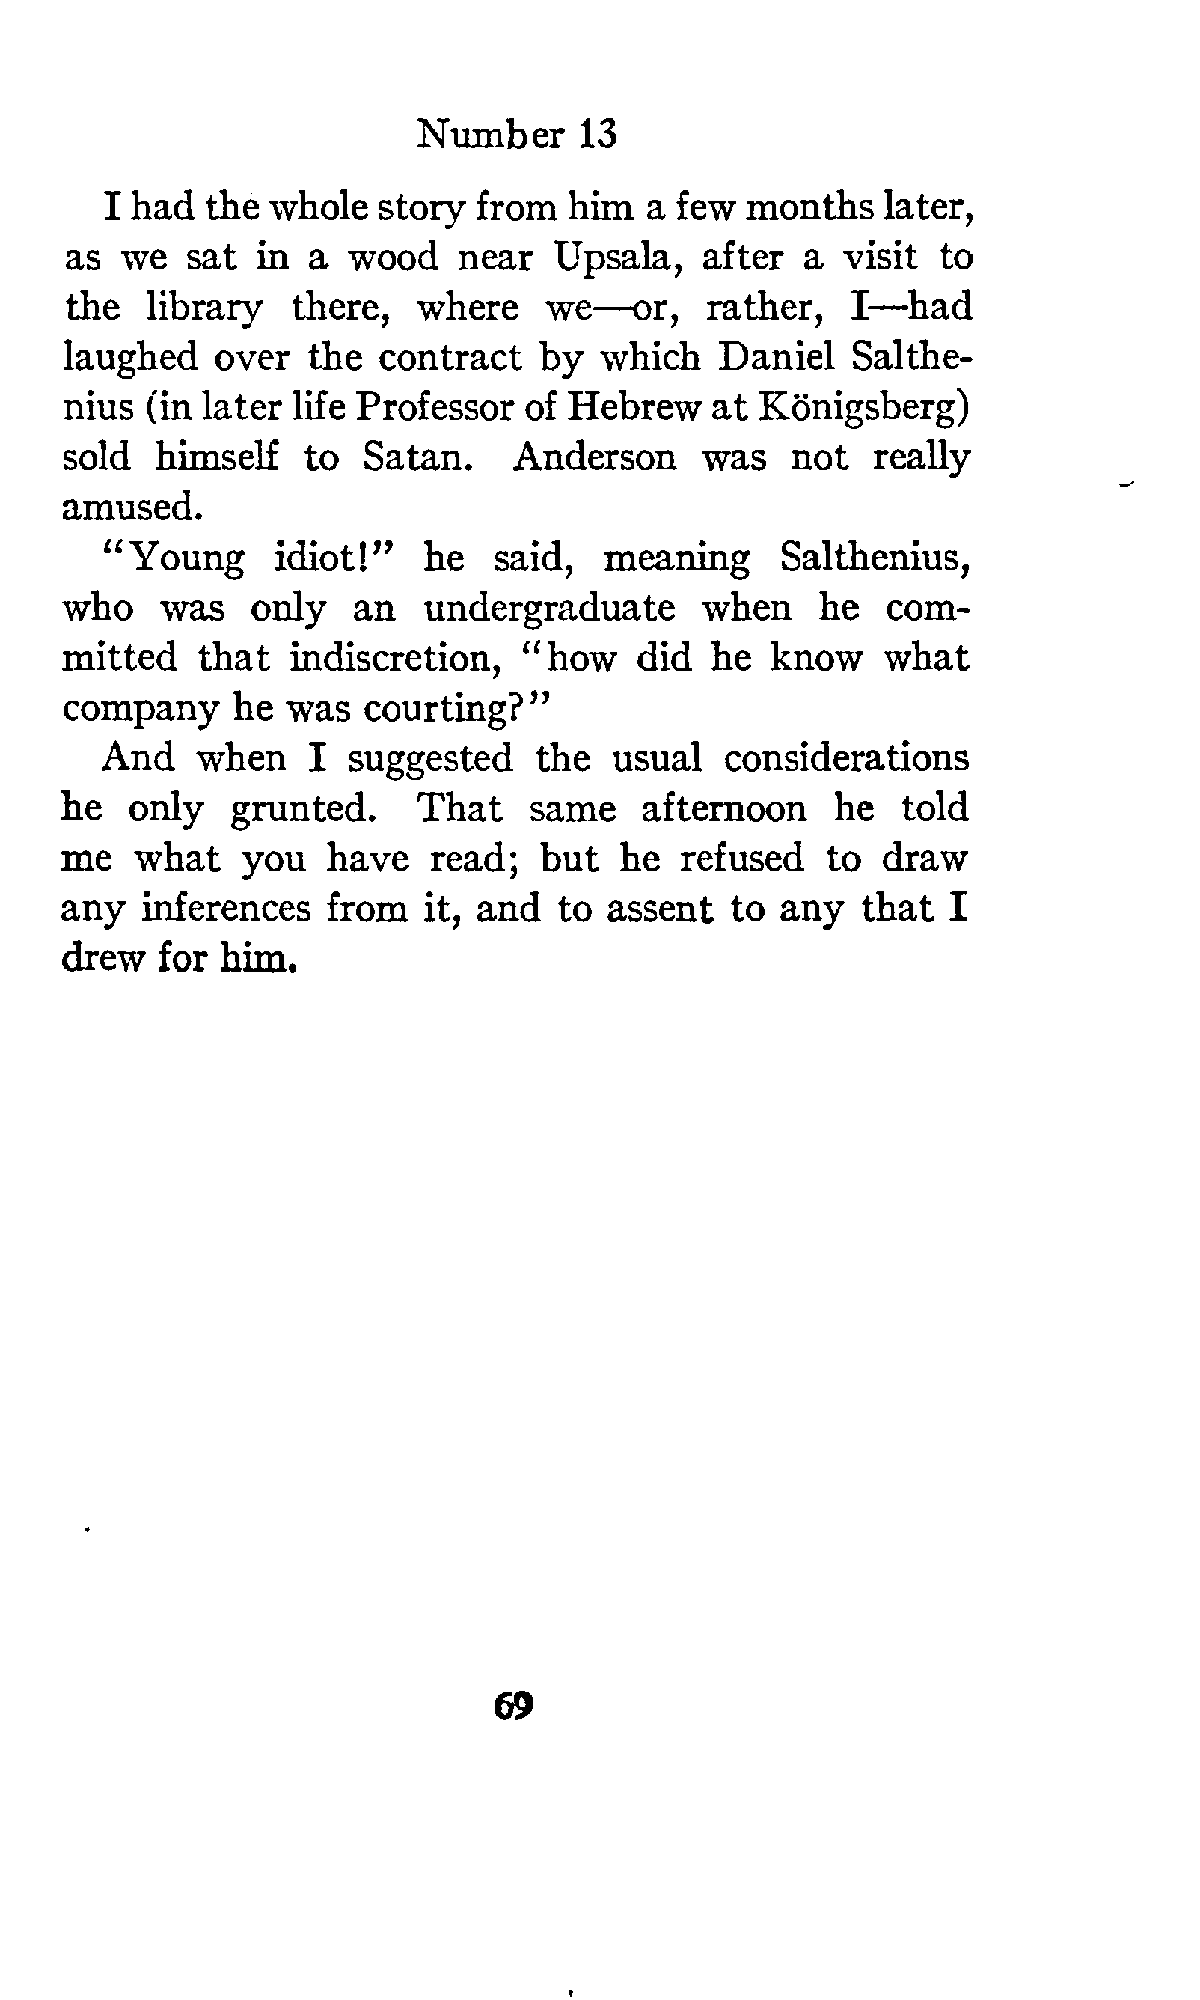 Number 13
I had the whole story from him a few months later,
as we sat in a wood near Upsala, after a visit to
the library there, where we—or, rather, I—had
laughed over the contract by which Daniel Salthe-
nius (in later life Professor of Hebrew at Königsberg)
sold himself to Satan. Anderson was not really
amused.
"Young idiot!" he said, meaning Salthenius,
who was only an undergraduate when he com-
mitted that indiscretion, "how did he know what
company he was courting?"
And when I suggested the usual considerations
he only grunted. That same afternoon he told
me what you have read; but he refused to draw
any inferences from it, and to assent to any that I
drew for him.
69